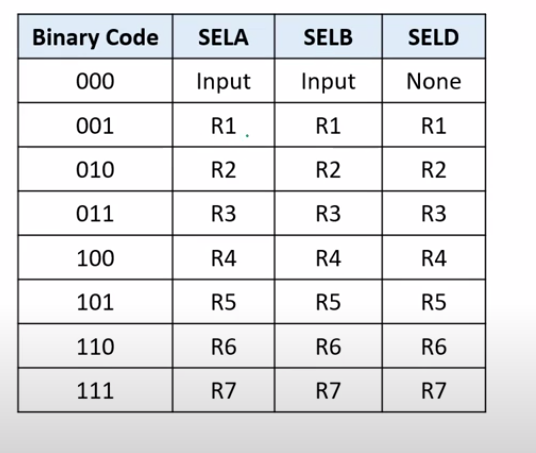 Binary Code SELA SELB SELD
000 Input Input None
001 R1 R1 R1
010 R2 R2 R2
011 R3 R3 R3
100 R4 R4 R4
101 R5 R5 R5
110 R6 R6 R6
111 R7 R7 R7